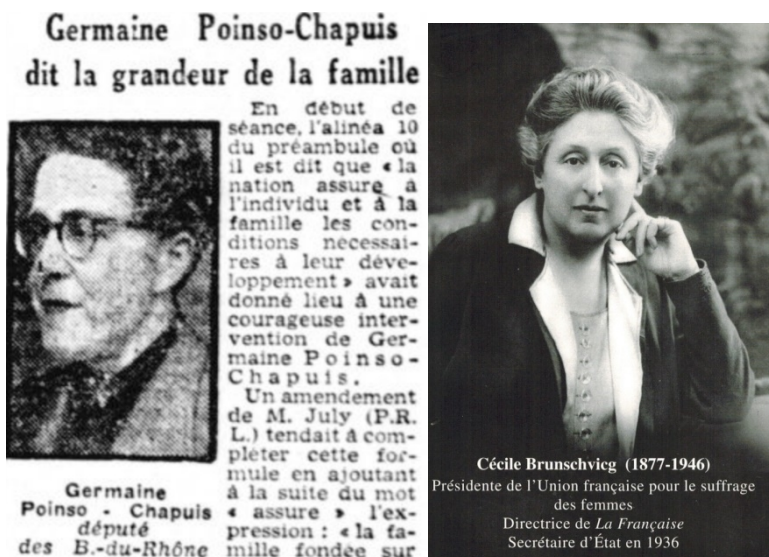 Germaine Poinso-Chapuis
dit la grandeur de la famille
En début de
séance, l'alinéa 10
du préambule où
il est dit que « la
nation assure à
l'individu et à la
famille les con-
ditions necessai-
res à leur déve-
loppement » avait
donné lieu à une
courageuse inter-
vention de Ger-
maine Poinso-
Chapuis.
Un amendement
de M. July (P.R.
L.) tendait à com-
pléter cette for-
mule en ajoutant
à la suite du mot
« assure » l'ex-
pression : « la fa-
mille fondée sur
Germaine
Poinso - Chapuis
député
des B.-du-Rhône
Cécile Brunschvicg (1877-1946)
Présidente de l'Union française pour le suffrage
des femmes
Directrice de La Française
Secrétaire d'État en 1936